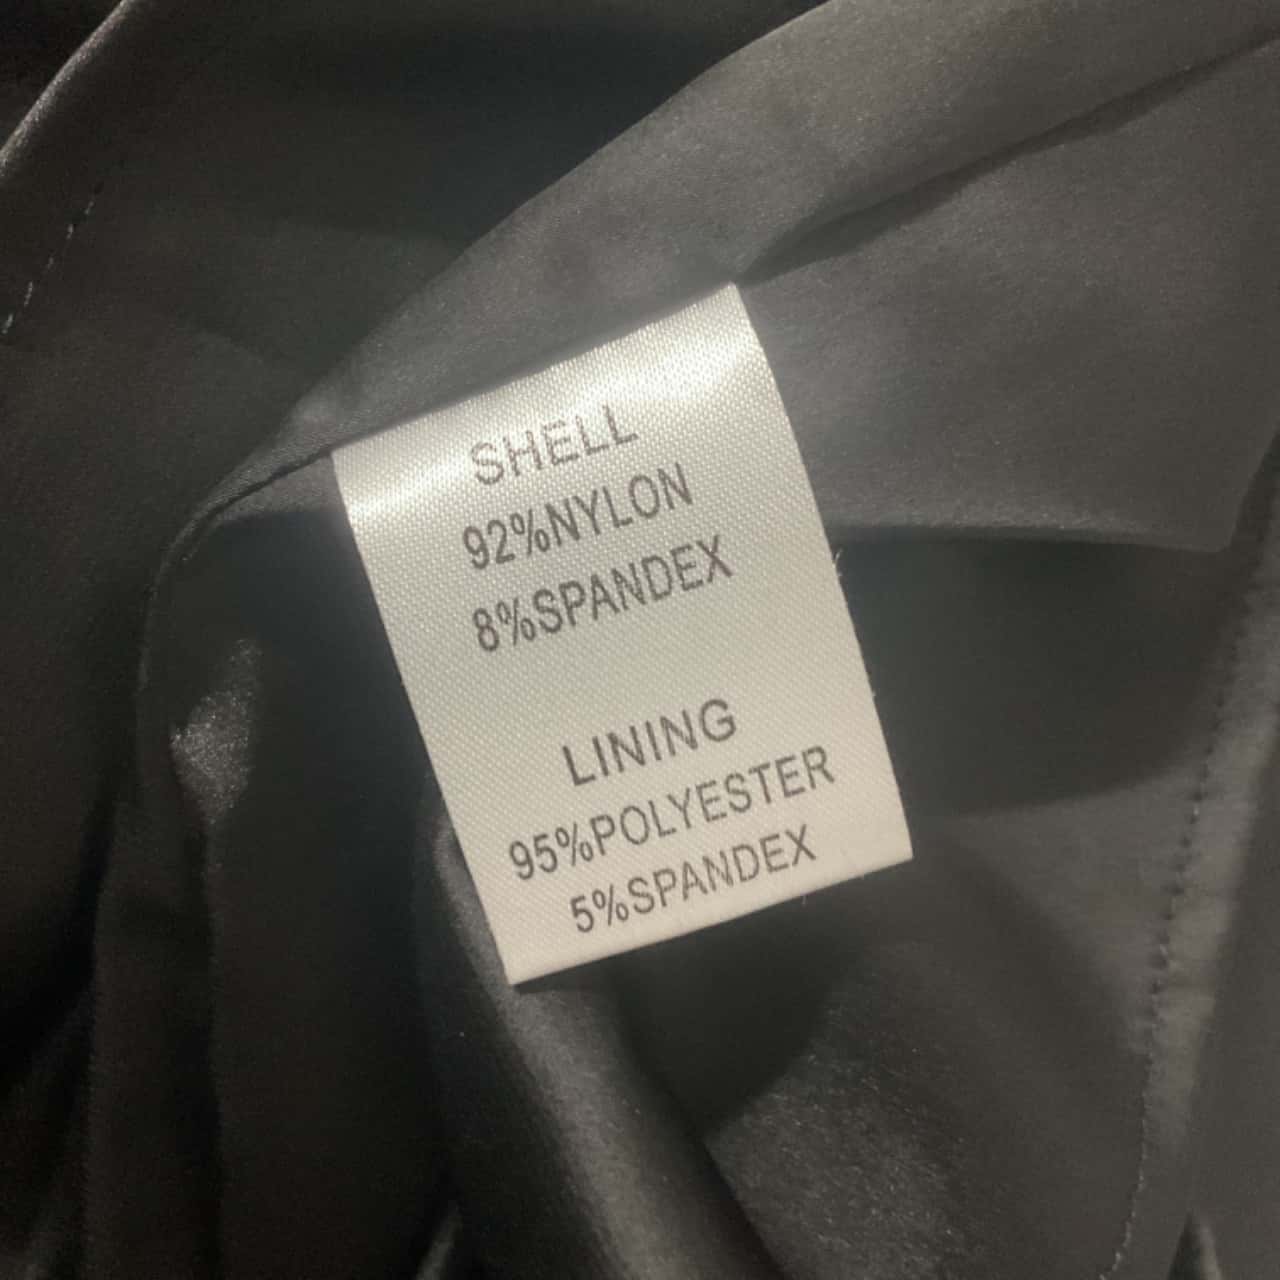 SHELL
92%NYLON
8%SPANDEX
LINING
95%POLYESTER
5%SPANDEX